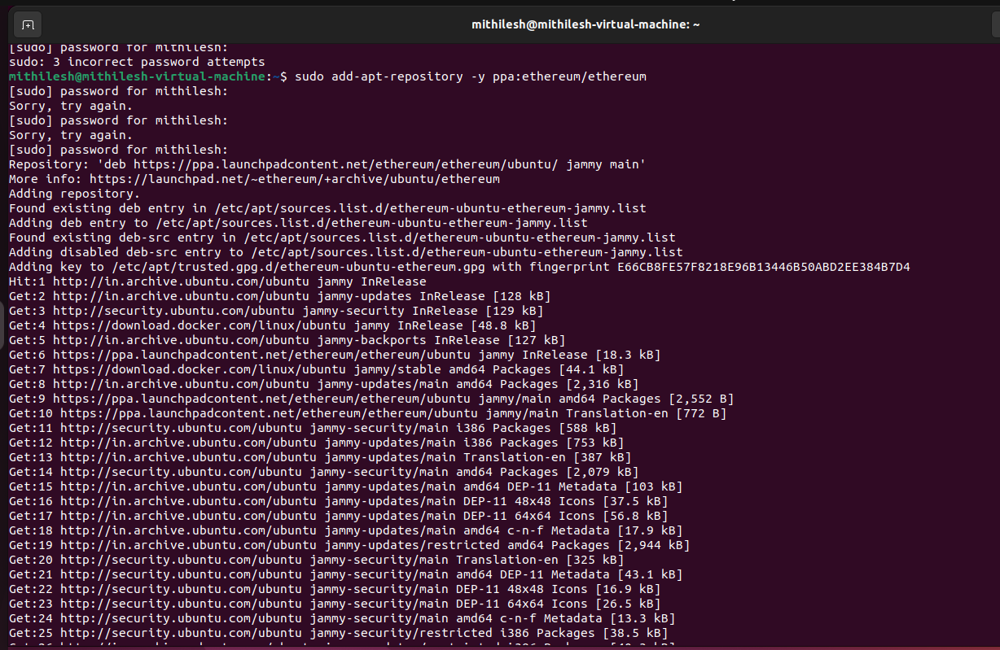 mithilesh@mithilesh-virtual-machine: ~
[sudo] password for mithilesh:
sudo: 3 incorrect password attempts
mithilesh@mithilesh-virtual-machine:~$ sudo add-apt-repository -y ppa:ethereum/ethereum
[sudo] password for mithilesh:
Sorry, try again.
[sudo] password for mithilesh:
Sorry, try again.
[sudo] password for mithilesh:
Repository: 'deb https://ppa.launchpadcontent.net/ethereum/ethereum/ubuntu/ jammy main'
More info: https://launchpad.net/~ethereum/+archive/ubuntu/ethereum
Adding repository.
Found existing deb entry in /etc/apt/sources.list.d/ethereum-ubuntu-ethereum-jammy.list
Adding deb entry to /etc/apt/sources.list.d/ethereum-ubuntu-ethereum-jammy.list
Found existing deb-src entry in /etc/apt/sources.list.d/ethereum-ubuntu-ethereum-jammy.list
Adding disabled deb-src entry to /etc/apt/sources.list.d/ethereum-ubuntu-ethereum-jammy.list
Adding key to /etc/apt/trusted.gpg.d/ethereum-ubuntu-ethereum.gpg with fingerprint E66CB8FE57F8218E96B13446B50ABD2EE384B7D4
Hit:1 http://in.archive.ubuntu.com/ubuntu jammy InRelease
Get:2 http://in.archive.ubuntu.com/ubuntu jammy-updates InRelease [128 kB]
Get:3 http://security.ubuntu.com/ubuntu jammy-security InRelease [129 kB]
Get:4 https://download.docker.com/linux/ubuntu jammy InRelease [48.8 kB]
Get:5 http://in.archive.ubuntu.com/ubuntu jammy-backports InRelease [127 kB]
Get:6 https://ppa.launchpadcontent.net/ethereum/ethereum/ubuntu jammy InRelease [18.3 kB]
Get:7 https://download.docker.com/linux/ubuntu jammy/stable amd64 Packages [44.1 kB]
Get:8 http://in.archive.ubuntu.com/ubuntu jammy-updates/main amd64 Packages [2,316 kB]
Get:9 https://ppa.launchpadcontent.net/ethereum/ethereum/ubuntu jammy/main amd64 Packages [2,552 B]
Get:10 https://ppa.launchpadcontent.net/ethereum/ethereum/ubuntu jammy/main Translation-en [772 B]
Get:11 http://security.ubuntu.com/ubuntu jammy-security/main i386 Packages [588 kB]
Get:12 http://in.archive.ubuntu.com/ubuntu jammy-updates/main i386 Packages [753 kB]
Get:13 http://in.archive.ubuntu.com/ubuntu jammy-updates/main Translation-en [387 kB]
Get:14 http://security.ubuntu.com/ubuntu jammy-security/main amd64 Packages [2,079 kB]
Get:15 http://in.archive.ubuntu.com/ubuntu jammy-updates/main amd64 DEP-11 Metadata [103 kB]
Get:16 http://in.archive.ubuntu.com/ubuntu jammy-updates/main DEP-11 48x48 Icons [37.5 kB]
Get:17 http://in.archive.ubuntu.com/ubuntu jammy-updates/main DEP-11 64x64 Icons [56.8 kB]
Get:18 http://in.archive.ubuntu.com/ubuntu jammy-updates/main amd64 c-n-f Metadata [17.9 kB]
Get:19 http://in.archive.ubuntu.com/ubuntu jammy-updates/restricted amd64 Packages [2,944 kB]
Get:20 http://security.ubuntu.com/ubuntu jammy-security/main Translation-en [325 kB]
Get:21 http://security.ubuntu.com/ubuntu jammy-security/main amd64 DEP-11 Metadata [43.1 kB]
Get:22 http://security.ubuntu.com/ubuntu jammy-security/main DEP-11 48x48 Icons [16.9 kB]
Get:23 http://security.ubuntu.com/ubuntu jammy-security/main DEP-11 64x64 Icons [26.5 kB]
Get:24 http://security.ubuntu.com/ubuntu jammy-security/main amd64 c-n-f Metadata [13.3 kB]
Get:25 http://security.ubuntu.com/ubuntu jammy-security/restricted i386 Packages [38.5 kB]